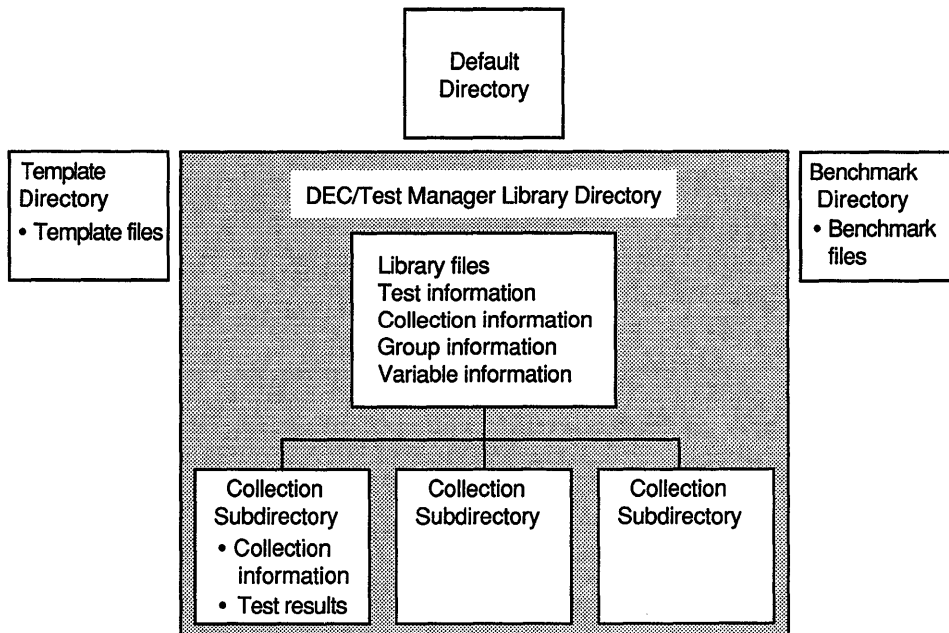 Default
Directory
Template
Directory
• Template files
DEC/Test Manager Library Directory
Benchmark
Directory
• Benchmark
files
Library files
Test information
Collection information
Group information
Variable information
Collection
Subdirectory
• Collection
information
• Test results
Collection
Subdirectory
Collection
Subdirectory